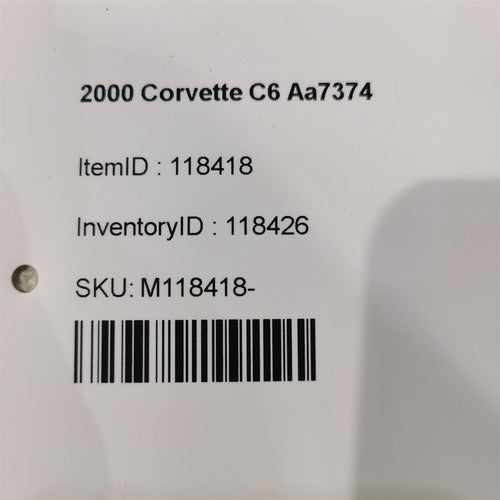 2000 Corvette C6 Aa7374
ItemID : 118418
InventoryID : 118426
SKU: M118418-